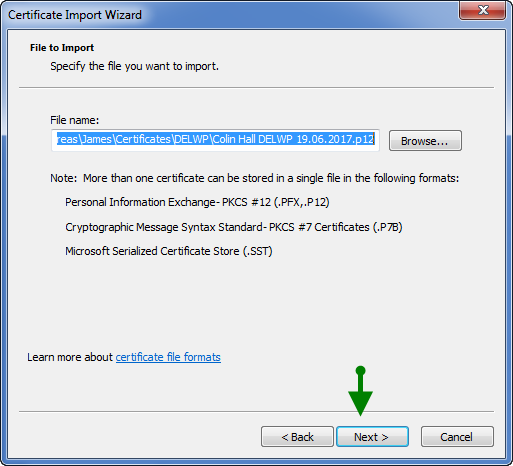 Certificate Import Wizard
File to Import
Specify the file you want to import.
File name:
reas\James\Certificates\DELWP\Colin Hall DELWP 19.06.2017.p12
Browse...
Note:  More than one certificate can be stored in a single file in the following formats:
Personal Information Exchange- PKCS #12 (.PFX,.P12)
Cryptographic Message Syntax Standard- PKCS #7 Certificates (.P7B)
Microsoft Serialized Certificate Store (.SST)
Learn more about certificate file formats
< Back
Next >
Cancel